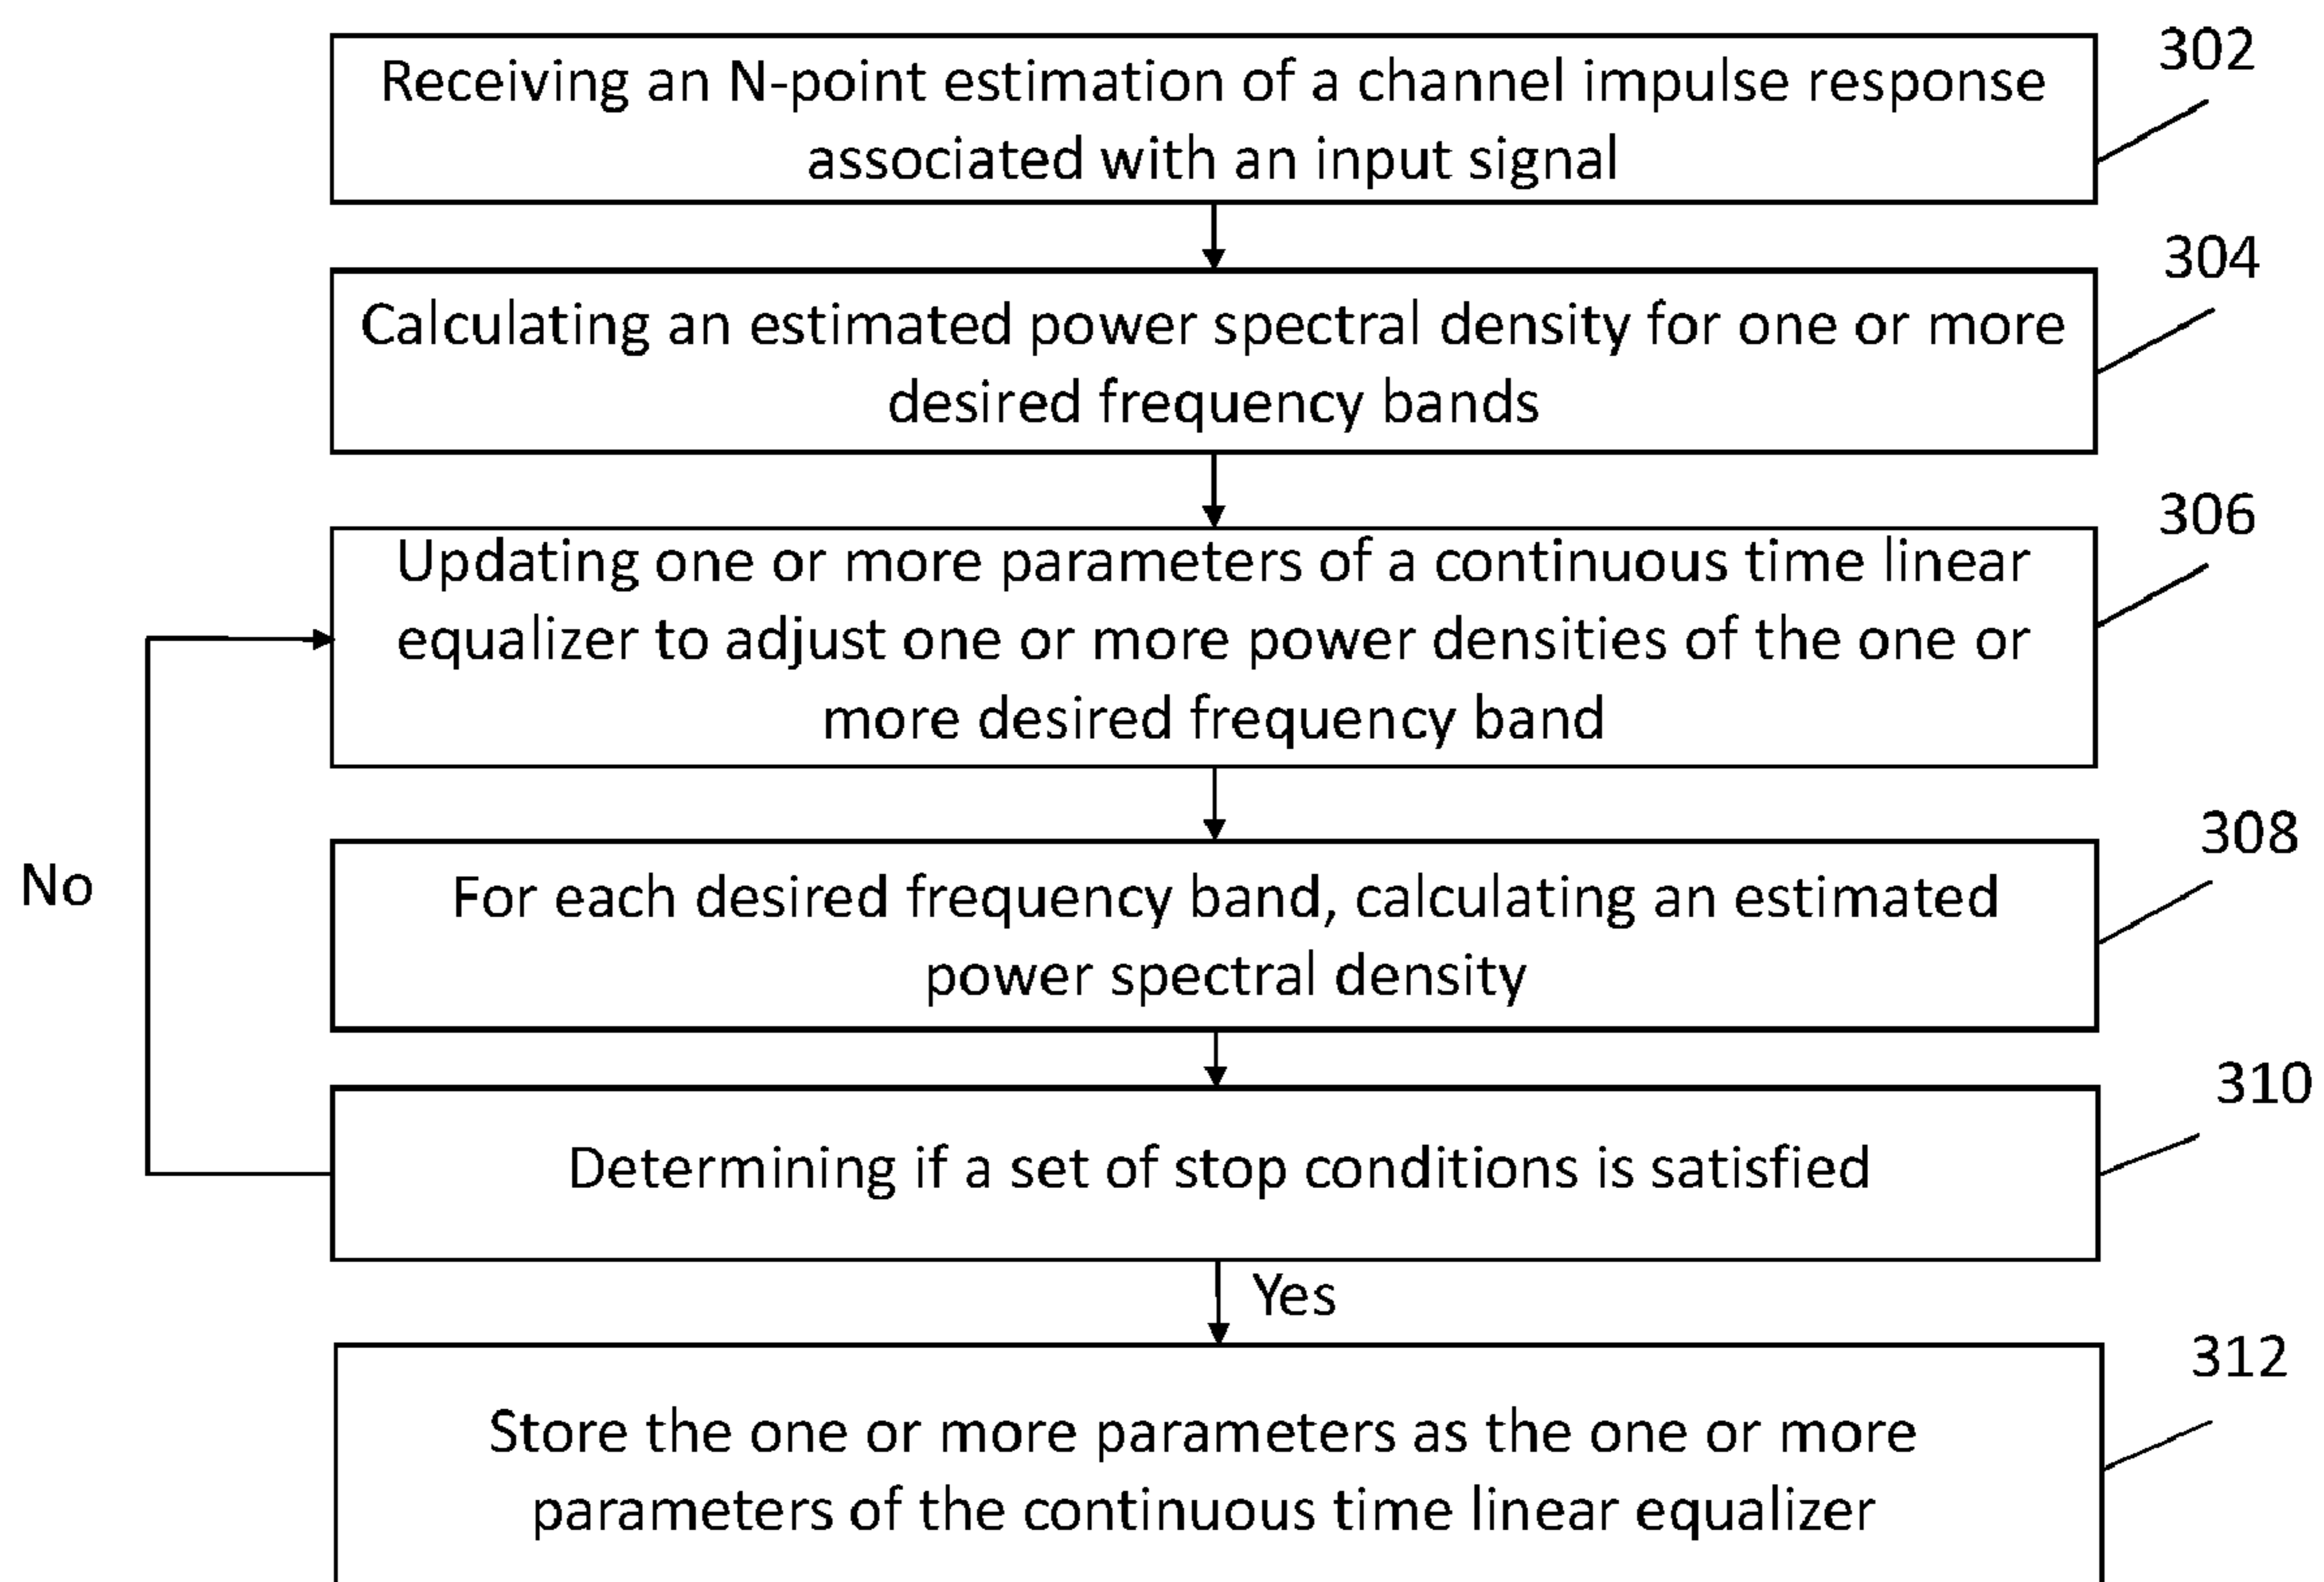 302
Receiving an N-point estimation of a channel impulse response
associated with an input signal
304
Calculating an estimated power spectral density for one or more
desired frequency bands
306
Updating one or more parameters of a continuous time linear
equalizer to adjust one or more power densities of the one or
more desired frequency band
308
For each desired frequency band, calculating an estimated
power spectral density
No
310
Determining if a set of stop conditions is satisfied
Yes
312
Store the one or more parameters as the one or more
parameters of the continuous time linear equalizer